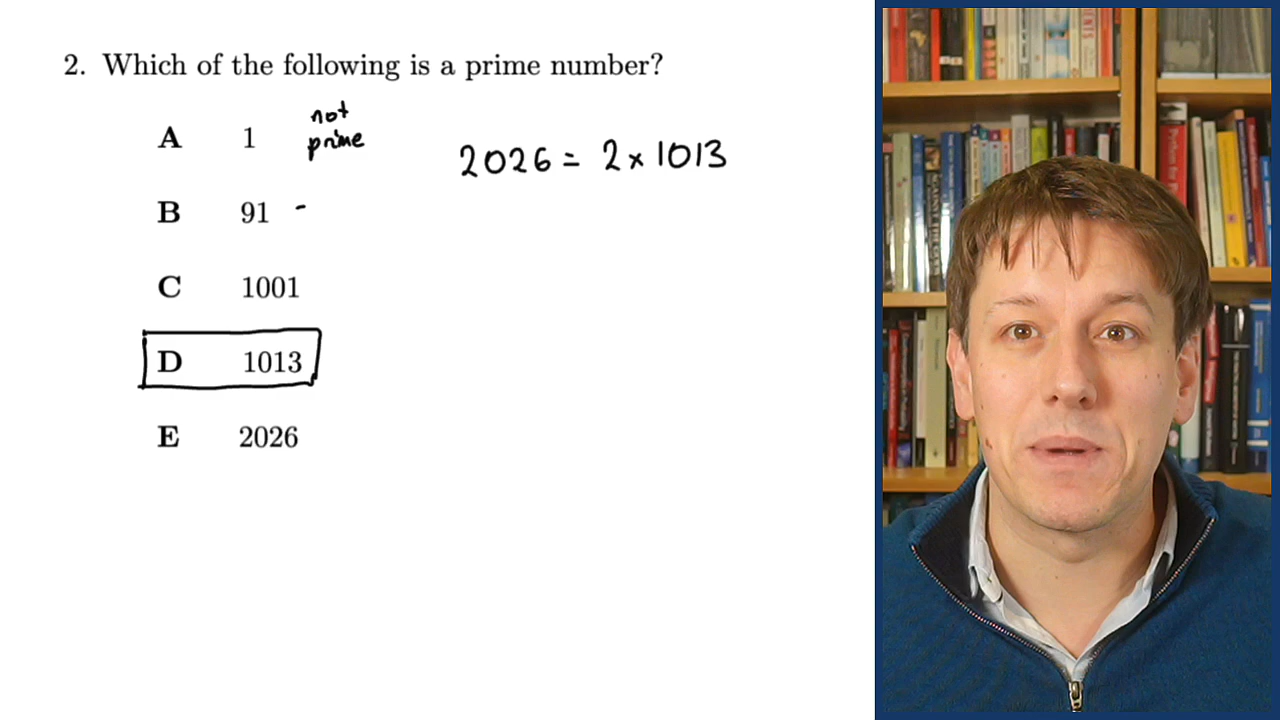 2. Which of the following is a prime number?
A 1 not prime
2026 = 2 × 1013
B 91 -
C 1001
D 1013
E 2026